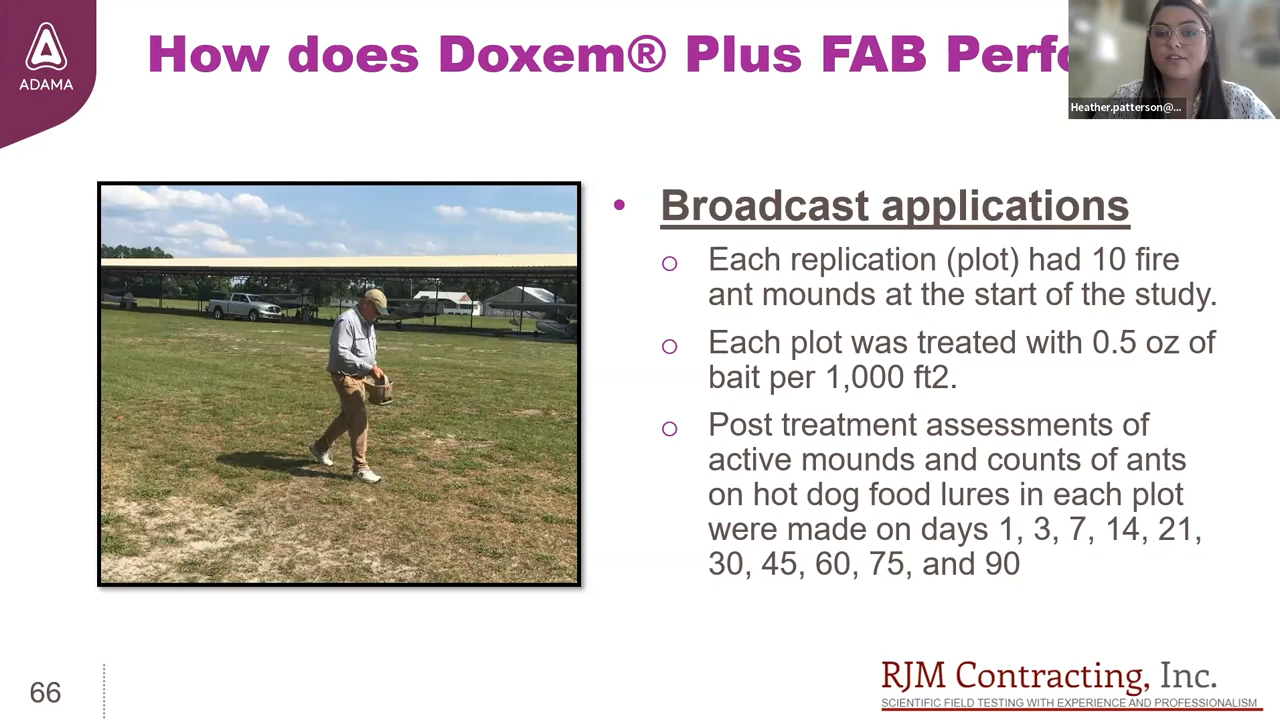 ADAMA
How does Doxem® Plus FAB Perfo
Heather.patterson@...
• Broadcast applications
o Each replication (plot) had 10 fire
ant mounds at the start of the study.
o Each plot was treated with 0.5 oz of
bait per 1,000 ft2.
o Post treatment assessments of
active mounds and counts of ants
on hot dog food lures in each plot
were made on days 1, 3, 7, 14, 21,
30, 45, 60, 75, and 90
66
RJM Contracting, Inc.
SCIENTIFIC FIELD TESTING WITH EXPERIENCE AND PROFESSIONALISM